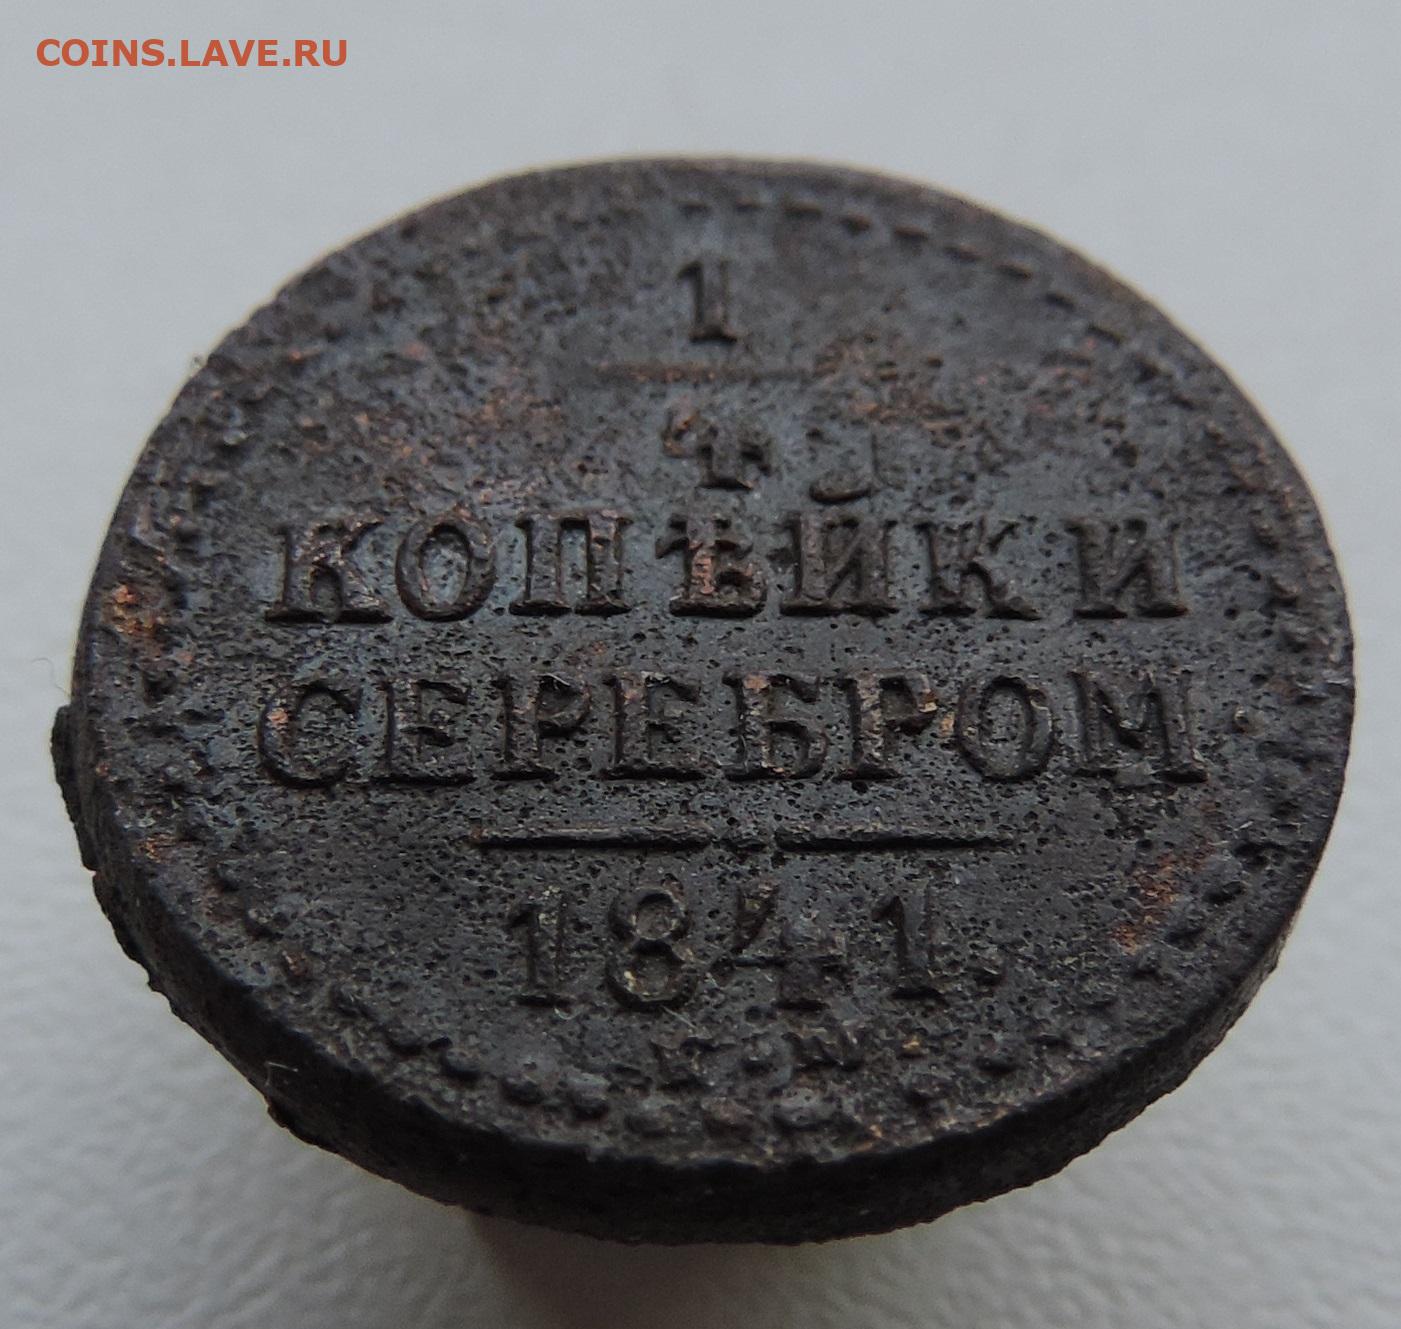 COINS.LAVE.RU
1
4
КОПѢЙКИ
СЕРЕБРОМ
1841.